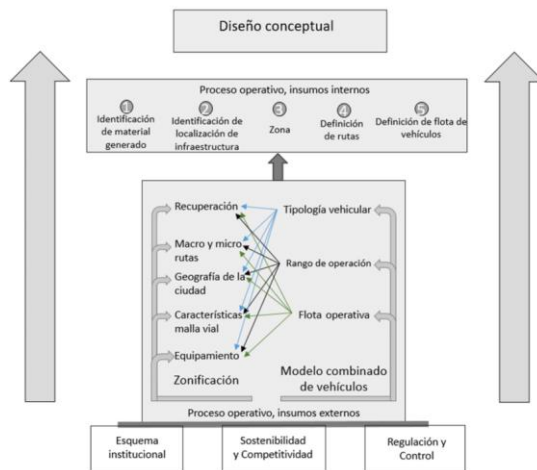 Diseño conceptual
Proceso operativo, insumos internos
1
Identificación
de material
generado
2
Identificación de
localización de
infraestructura
3
Zona
4
Definición
de rutas
5
Definición de flota de
vehículos
Recuperación
Macro y micro
rutas
Geografía de la
ciudad
Características
malla vial
Equipamiento
Zonificación
Tipología vehicular
Rango de operación
Flota operativa
Modelo combinado
de vehículos
Proceso operativo, insumos externos
Esquema
institucional
Sostenibilidad
y Competitividad
Regulación y
Control